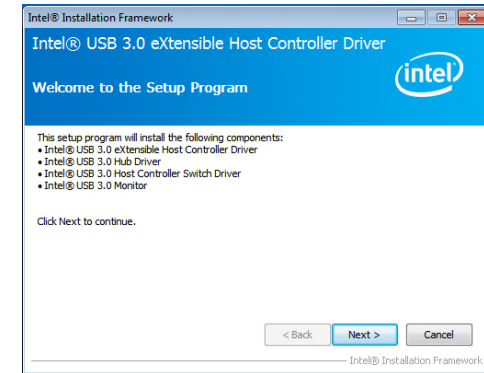 Intel® Installation Framework
Intel® USB 3.0 eXtensible Host Controller Driver
Welcome to the Setup Program
intel®
This setup program will install the following components:
• Intel® USB 3.0 eXtensible Host Controller Driver
• Intel® USB 3.0 Hub Driver
• Intel® USB 3.0 Host Controller Switch Driver
• Intel® USB 3.0 Monitor
Click Next to continue.
< Back Next > Cancel
Intel® Installation Framework